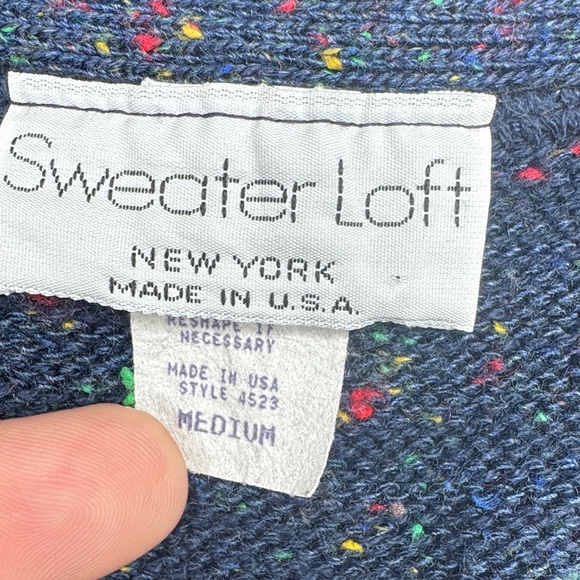 Sweater Loft
NEW YORK
MADE IN U.S.A.
RESHAPE IF
NECESSARY
MADE IN USA
STYLE 4523
MEDIUM